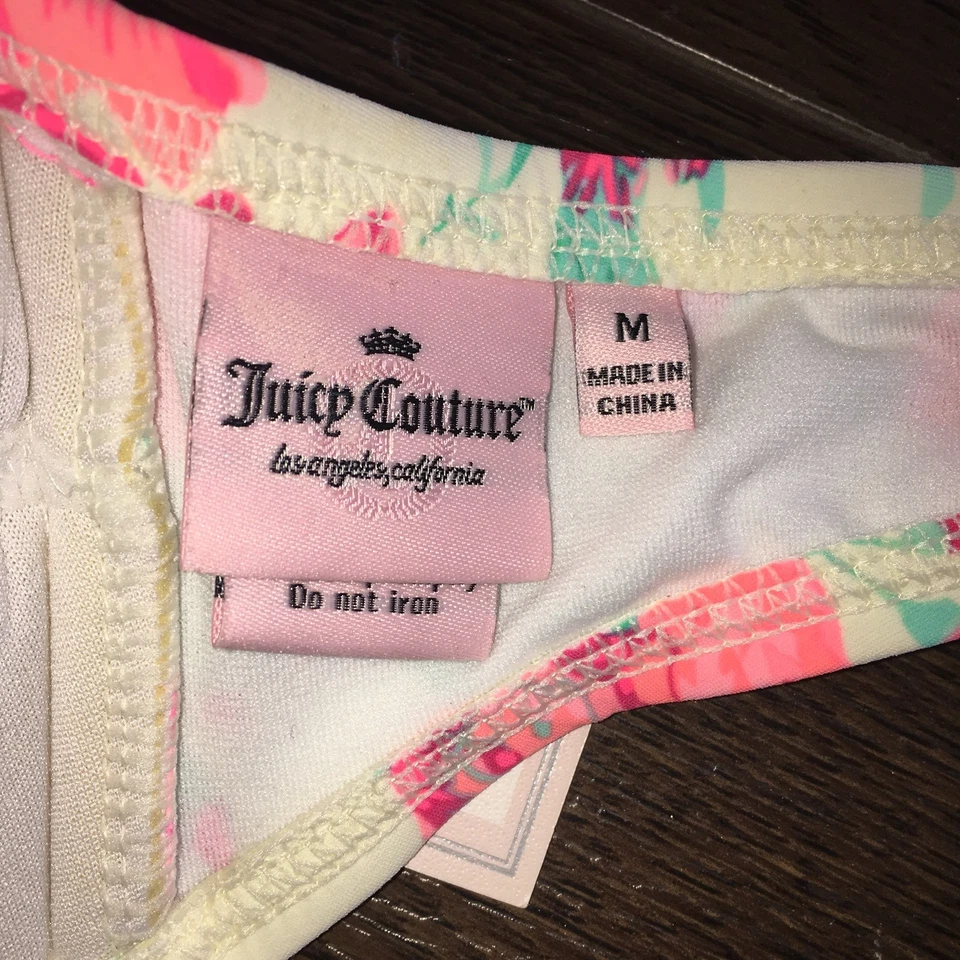 Juicy Couture™
los angeles, california
M
MADE IN
CHINA
Do not iron